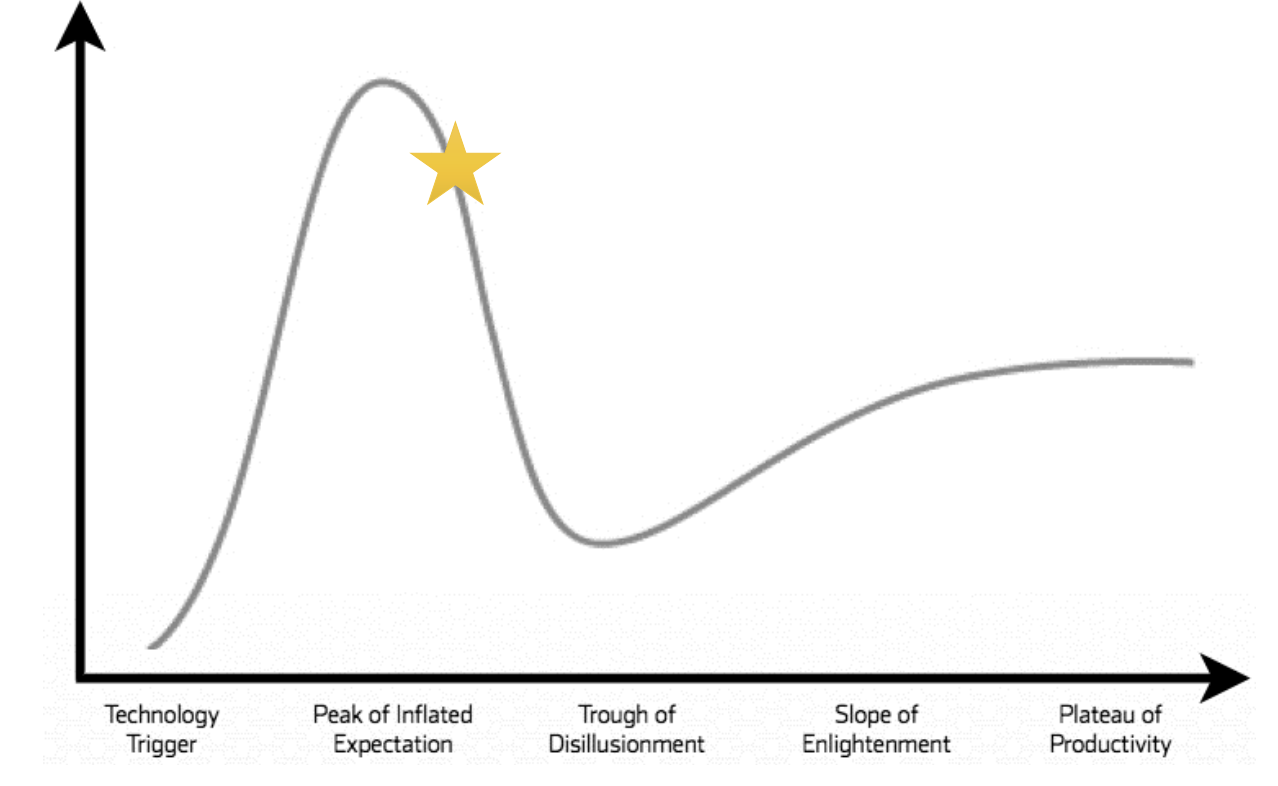 Technology
Trigger
Peak of Inflated
Expectation
Trough of
Disillusionment
Slope of
Enlightenment
Plateau of
Productivity